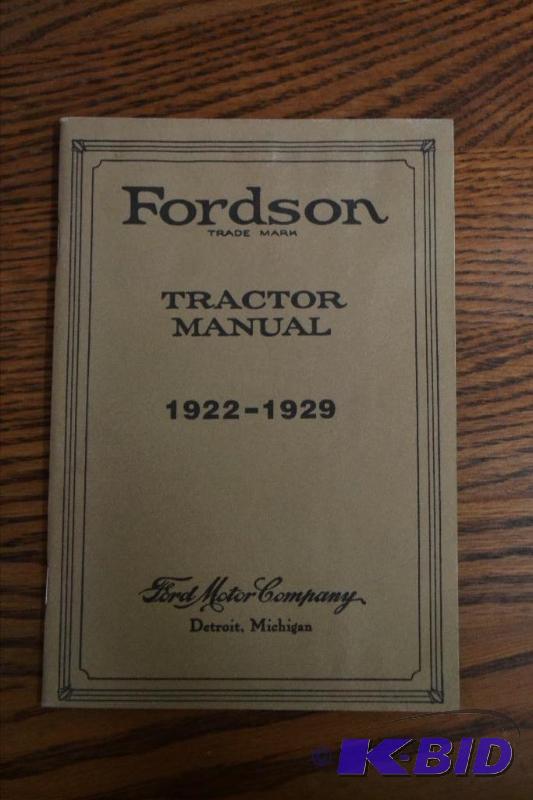 Fordson
TRADE MARK
TRACTOR
MANUAL
1922-1929
Ford Motor Company
Detroit, Michigan
© K-BID